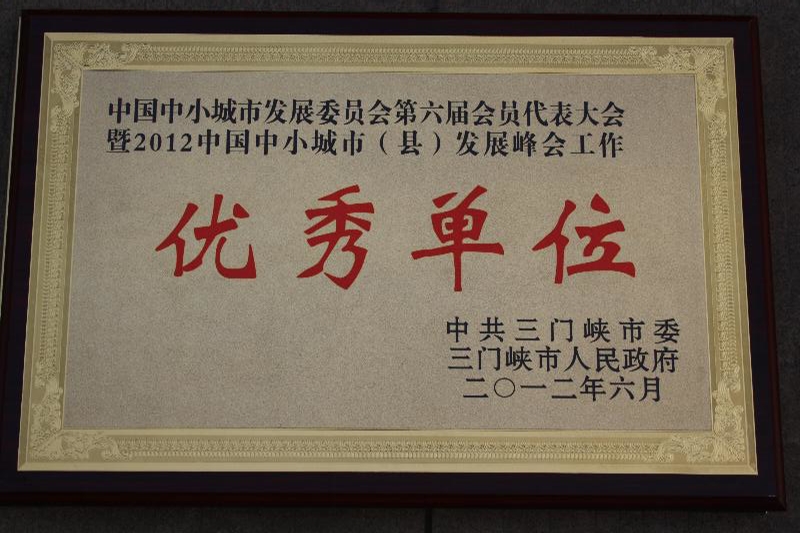 中国中小城市发展委员会第六届会员代表大会
暨2012中国中小城市（县）发展峰会工作
优秀单位
中共三门峡市委
三门峡市人民政府
二〇一二年六月